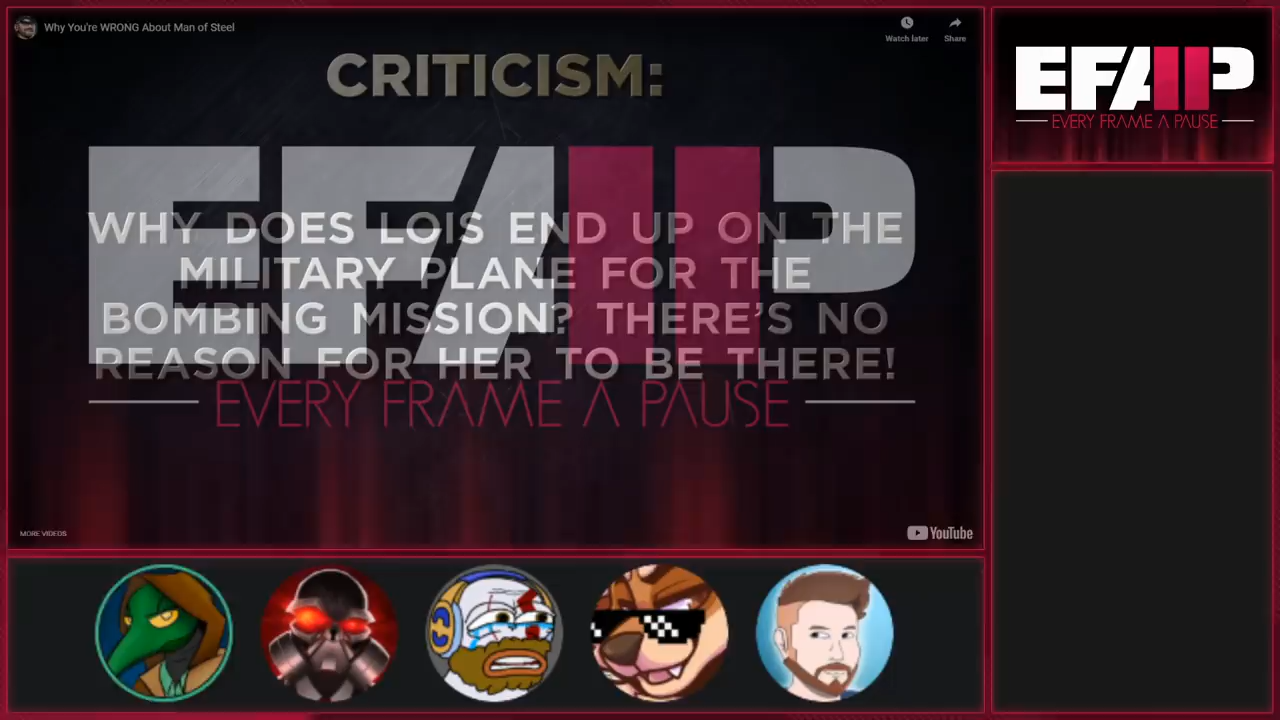 Why You're WRONG About Man of Steel
Watch later
Share
CRITICISM:
EFAP
WHY DOES LOIS END UP ON THE
MILITARY PLANE FOR THE
BOMBING MISSION? THERE'S NO
REASON FOR HER TO BE THERE!
EVERY FRAME A PAUSE
MORE VIDEOS
YouTube
EFAP
EVERY FRAME A PAUSE